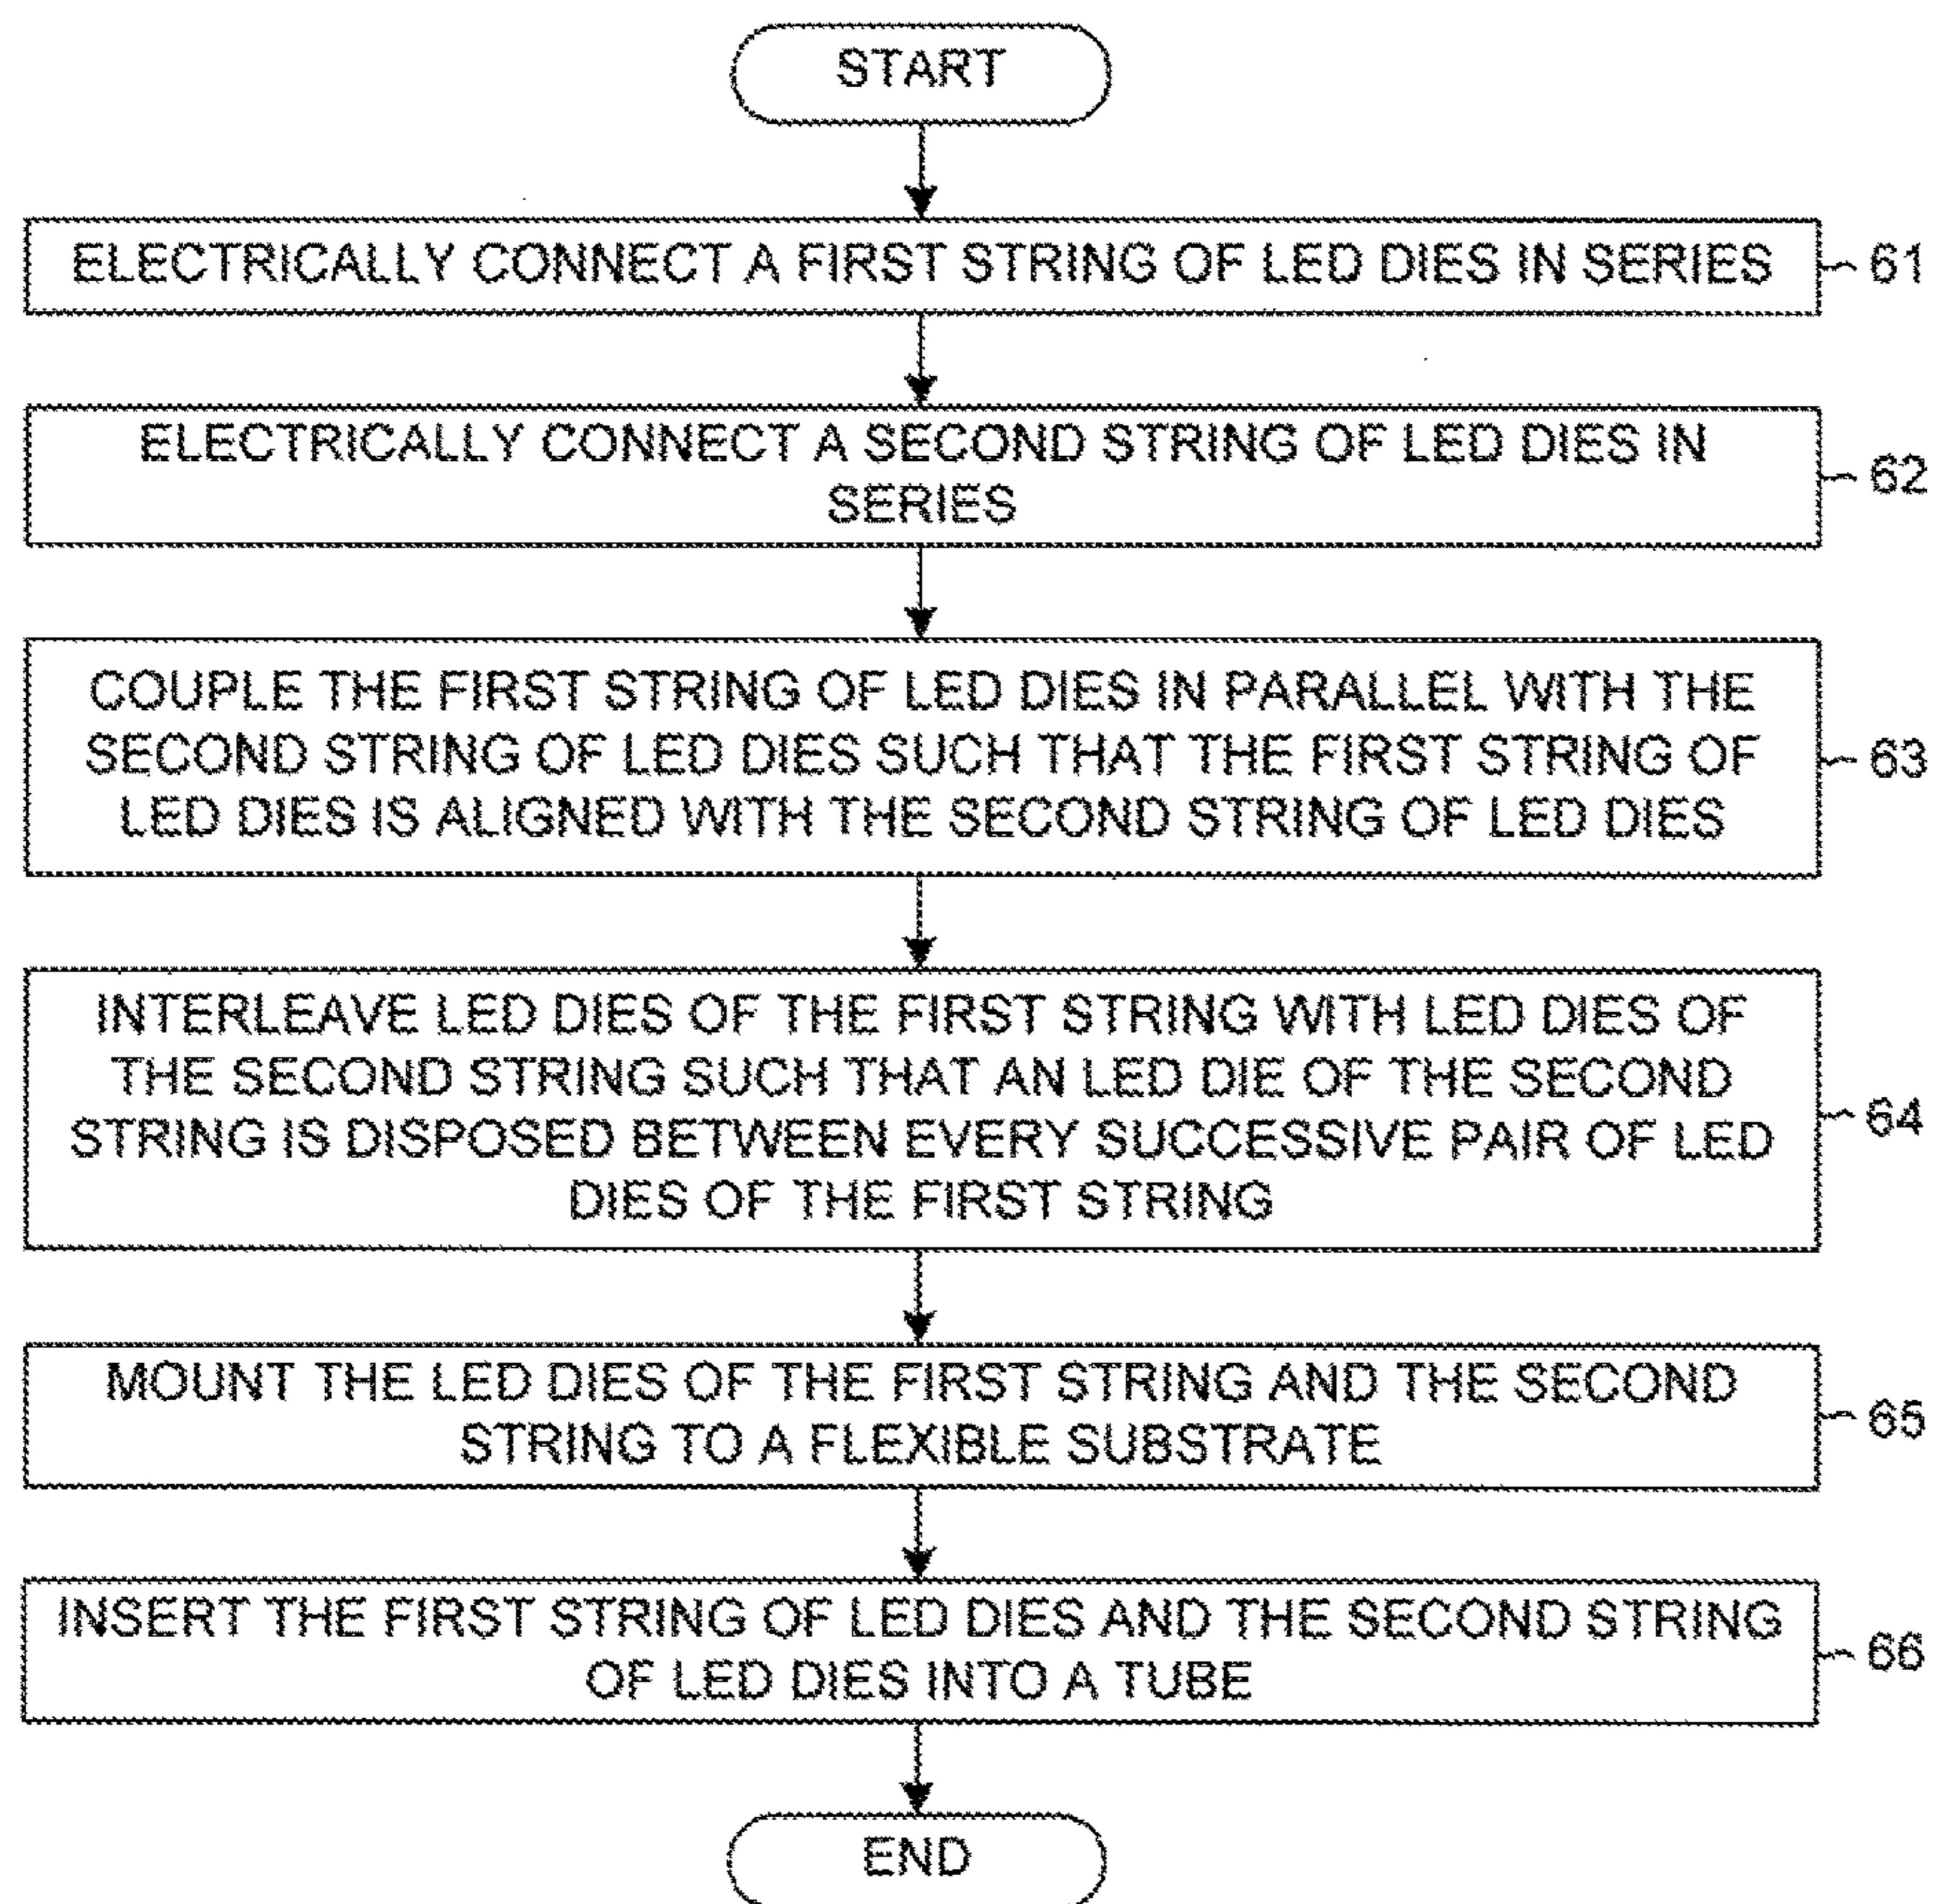 START
ELECTRICALLY CONNECT A FIRST STRING OF LED DIES IN SERIES
61
ELECTRICALLY CONNECT A SECOND STRING OF LED DIES IN
SERIES
62
COUPLE THE FIRST STRING OF LED DIES IN PARALLEL WITH THE
SECOND STRING OF LED DIES SUCH THAT THE FIRST STRING OF
LED DIES IS ALIGNED WITH THE SECOND STRING OF LED DIES
63
INTERLEAVE LED DIES OF THE FIRST STRING WITH LED DIES OF
THE SECOND STRING SUCH THAT AN LED DIE OF THE SECOND
STRING IS DISPOSED BETWEEN EVERY SUCCESSIVE PAIR OF LED
DIES OF THE FIRST STRING
64
MOUNT THE LED DIES OF THE FIRST STRING AND THE SECOND
STRING TO A FLEXIBLE SUBSTRATE
65
INSERT THE FIRST STRING OF LED DIES AND THE SECOND STRING
OF LED DIES INTO A TUBE
66
END